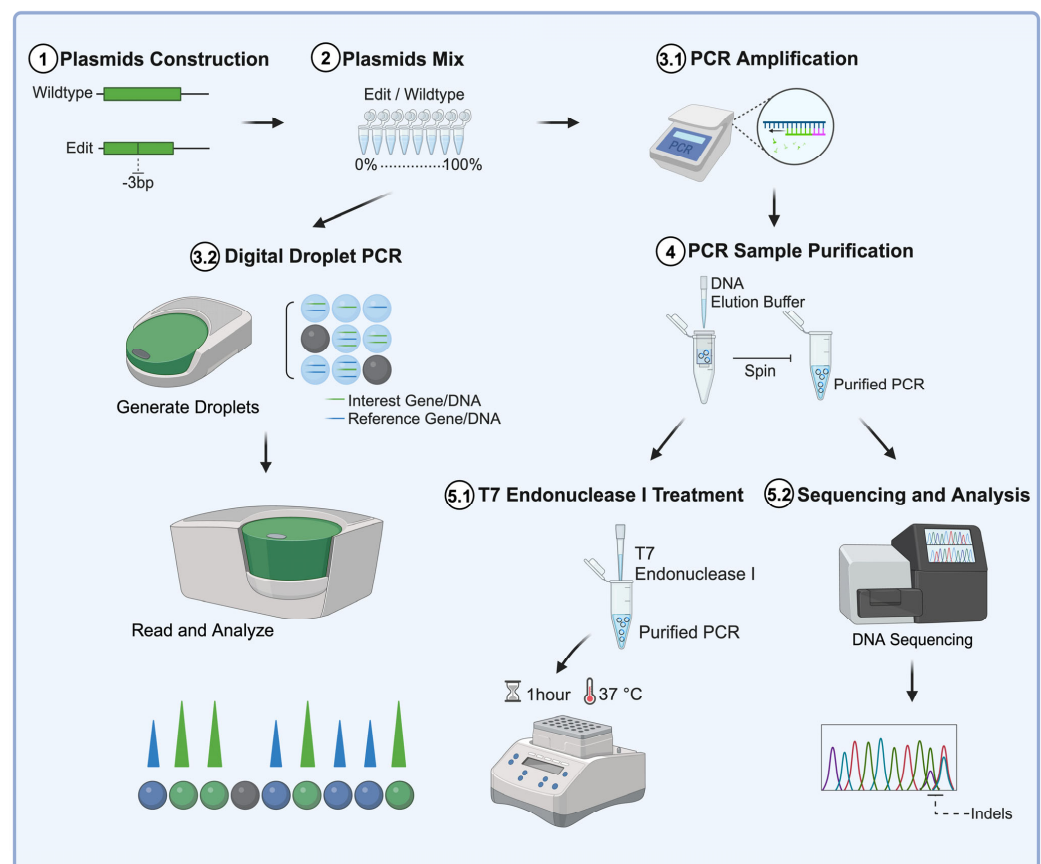 1 Plasmids Construction
Wildtype
Edit
-3bp
2 Plasmids Mix
Edit / Wildtype
0% ............... 100%
3.1 PCR Amplification
PCR
3.2 Digital Droplet PCR
Generate Droplets
Interest Gene/DNA
Reference Gene/DNA
Read and Analyze
4 PCR Sample Purification
DNA
Elution Buffer
Spin
Purified PCR
5.1 T7 Endonuclease I Treatment
T7
Endonuclease I
Purified PCR
1hour 37 °C
5.2 Sequencing and Analysis
DNA Sequencing
Indels